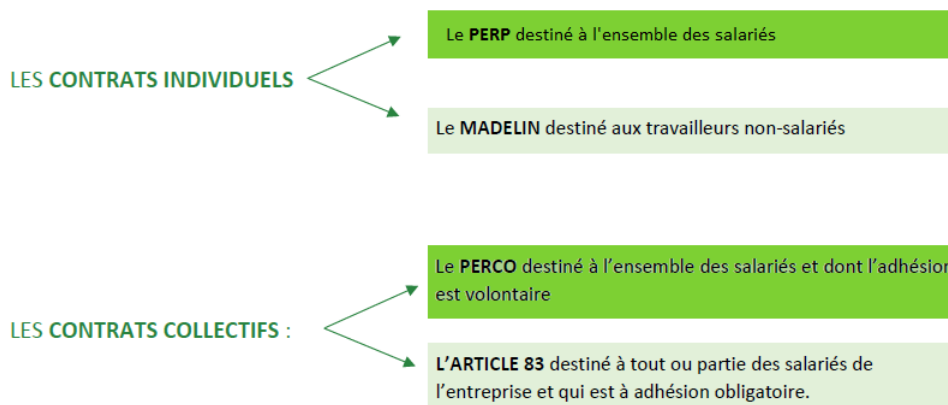 Le PERP destiné à l'ensemble des salariés
LES CONTRATS INDIVIDUELS
Le MADELIN destiné aux travailleurs non-salariés
Le PERCO destiné à l'ensemble des salariés et dont l'adhésion
est volontaire
LES CONTRATS COLLECTIFS :
L'ARTICLE 83 destiné à tout ou partie des salariés de
l'entreprise et qui est à adhésion obligatoire.